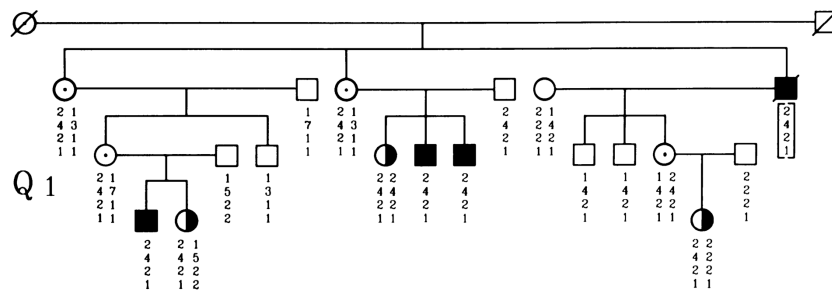 2 1 1 2 1 2 2 1 2
4 3 7 4 3 4 2 4 4
2 1 1 2 1 2 2 2 2
1 1 1 1 1 1 1 1 1
Q 1
2 1 1 1 2 2 2 2 1 1 1 2 2
4 7 5 3 4 4 4 4 4 4 4 4 2
2 1 2 1 2 2 2 2 2 2 2 2 2
1 1 2 1 1 1 1 1 1 1 1 1 1
2 2 1 2 2
4 4 5 4 2
2 2 2 2 2
1 1 2 1 1